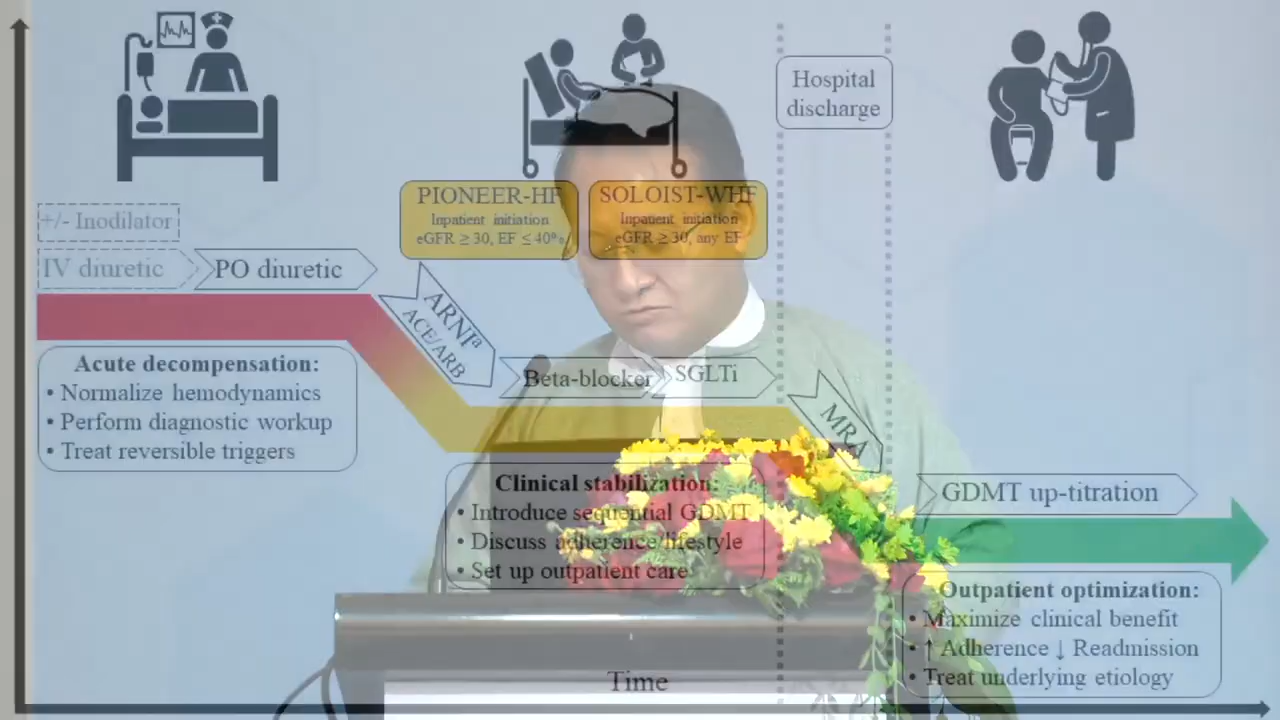 Hospital
discharge
PIONEER-HF
Inpatient initiation
eGFR ≥ 30, EF ≤ 40%
SOLOIST-WHF
Inpatient initiation
eGFR ≥ 30, any EF
+/- Inodilator
IV diuretic
PO diuretic
ARNIª
ACE/ARB
Beta-blocker
SGLTi
MRA
Acute decompensation:
• Normalize hemodynamics
• Perform diagnostic workup
• Treat reversible triggers
Clinical stabilization:
• Introduce sequential GDMT
• Discuss adherence/lifestyle
• Set up outpatient care
GDMT up-titration
Outpatient optimization:
• Maximize clinical benefit
• ↑ Adherence ↓ Readmission
• Treat underlying etiology
Time